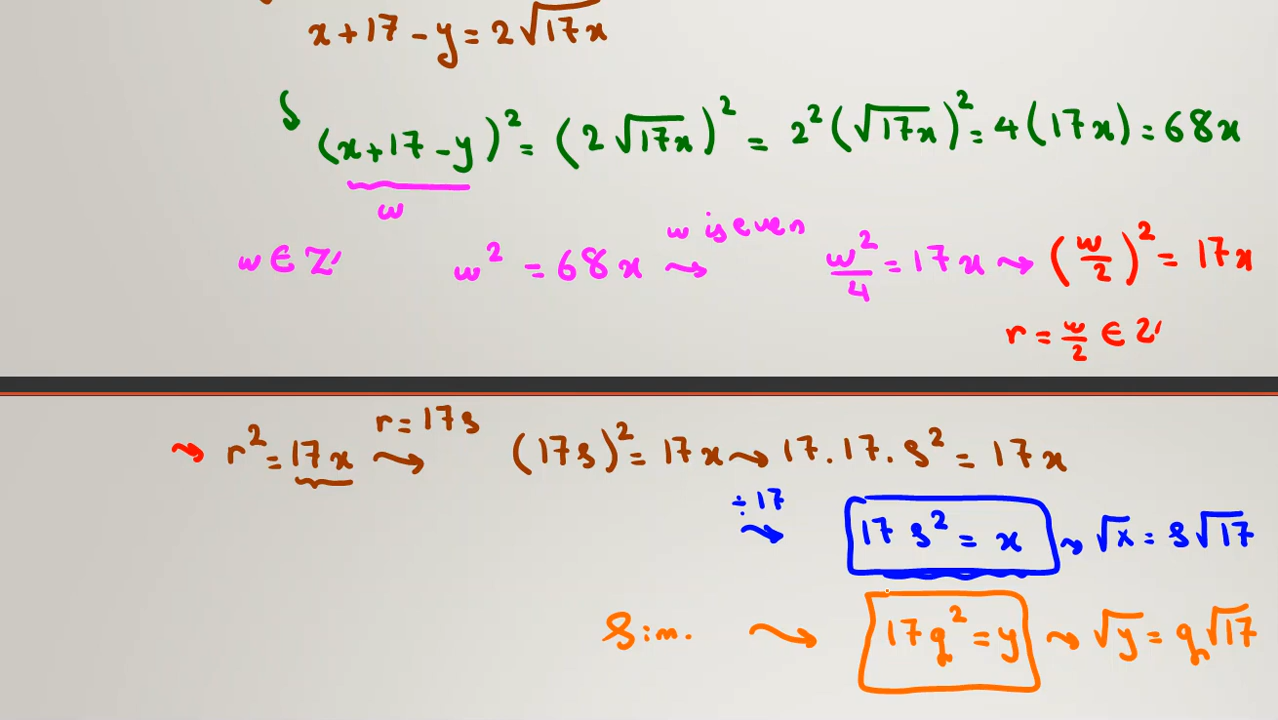 x+17-y=2√17x
(x+17-y)²=(2√17x)²=2²(√17x)²=4(17x)=68x
w
w∈ℤ w²=68x w is even w²/4=17x (w/2)²=17x
r=w/2∈ℤ
r²=17x r=17s (17s)²=17x 17.17.s²=17x
÷17 17s²=x √x=s√17
Sim. 17q²=y √y=q√17